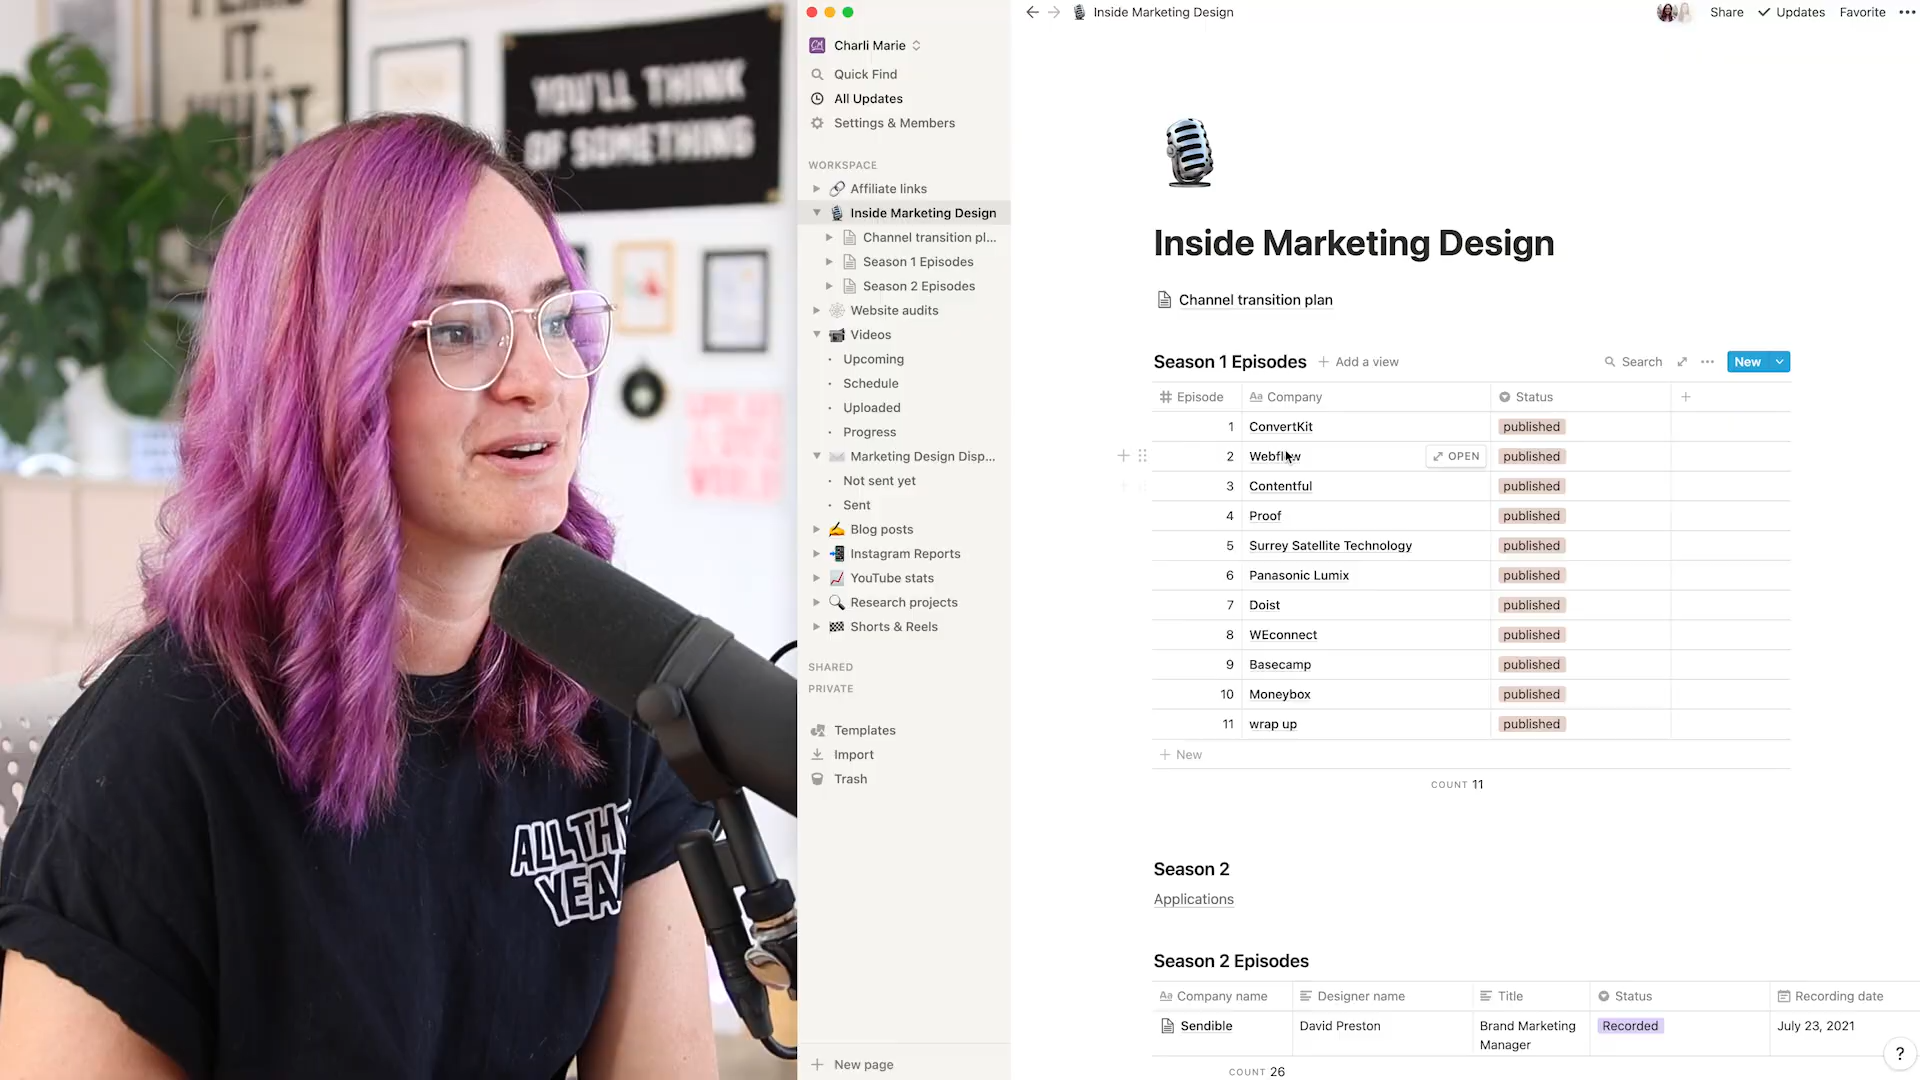 YOU'LL THINK
OF SOMETHING
ALL THE
YEA
Charli Marie
Quick Find
All Updates
Settings & Members
WORKSPACE
Affiliate links
Inside Marketing Design
Channel transition pl...
Season 1 Episodes
Season 2 Episodes
Website audits
Videos
Upcoming
Schedule
Uploaded
Progress
Marketing Design Disp...
Not sent yet
Sent
Blog posts
Instagram Reports
YouTube stats
Research projects
Shorts & Reels
SHARED
PRIVATE
Templates
Import
Trash
New page
Inside Marketing Design
Share Updates Favorite
Inside Marketing Design
Channel transition plan
Season 1 Episodes Add a view Search New
Episode Company Status
1 ConvertKit published
2 Webflow OPEN published
3 Contentful published
4 Proof published
5 Surrey Satellite Technology published
6 Panasonic Lumix published
7 Doist published
8 WEconnect published
9 Basecamp published
10 Moneybox published
11 wrap up published
New
COUNT 11
Season 2
Applications
Season 2 Episodes
Company name Designer name Title Status Recording date
Sendible David Preston Brand Marketing Recorded July 23, 2021
Manager
COUNT 26
?